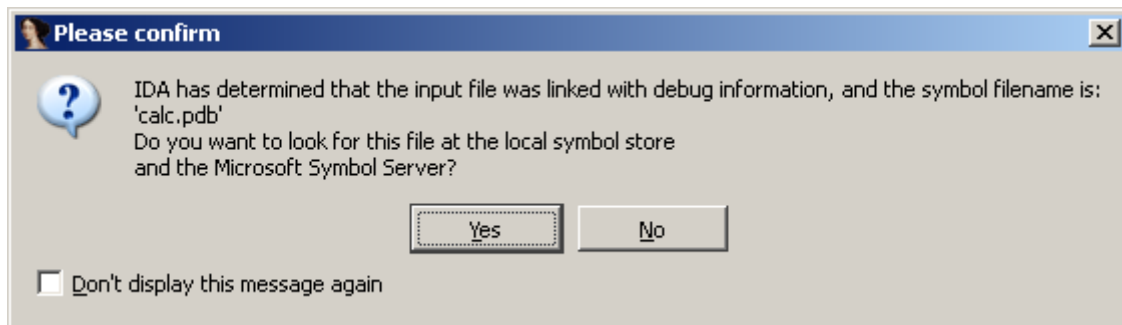 Please confirm
IDA has determined that the input file was linked with debug information, and the symbol filename is:
'calc.pdb'
Do you want to look for this file at the local symbol store
and the Microsoft Symbol Server?
Yes No
Don't display this message again